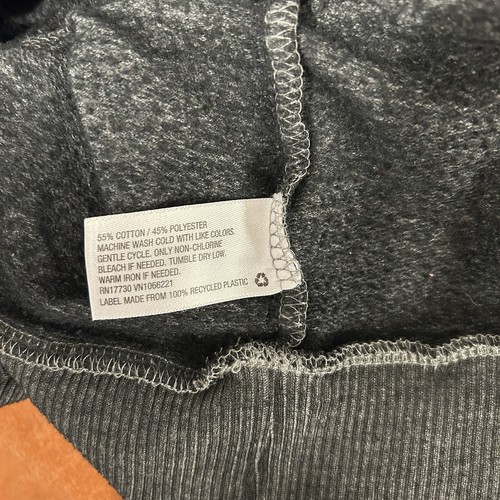 55% COTTON / 45% POLYESTER
MACHINE WASH COLD WITH LIKE COLORS.
GENTLE CYCLE. ONLY NON-CHLORINE
BLEACH IF NEEDED. TUMBLE DRY LOW.
WARM IRON IF NEEDED.
RN17730 VN1066221
LABEL MADE FROM 100% RECYCLED PLASTIC